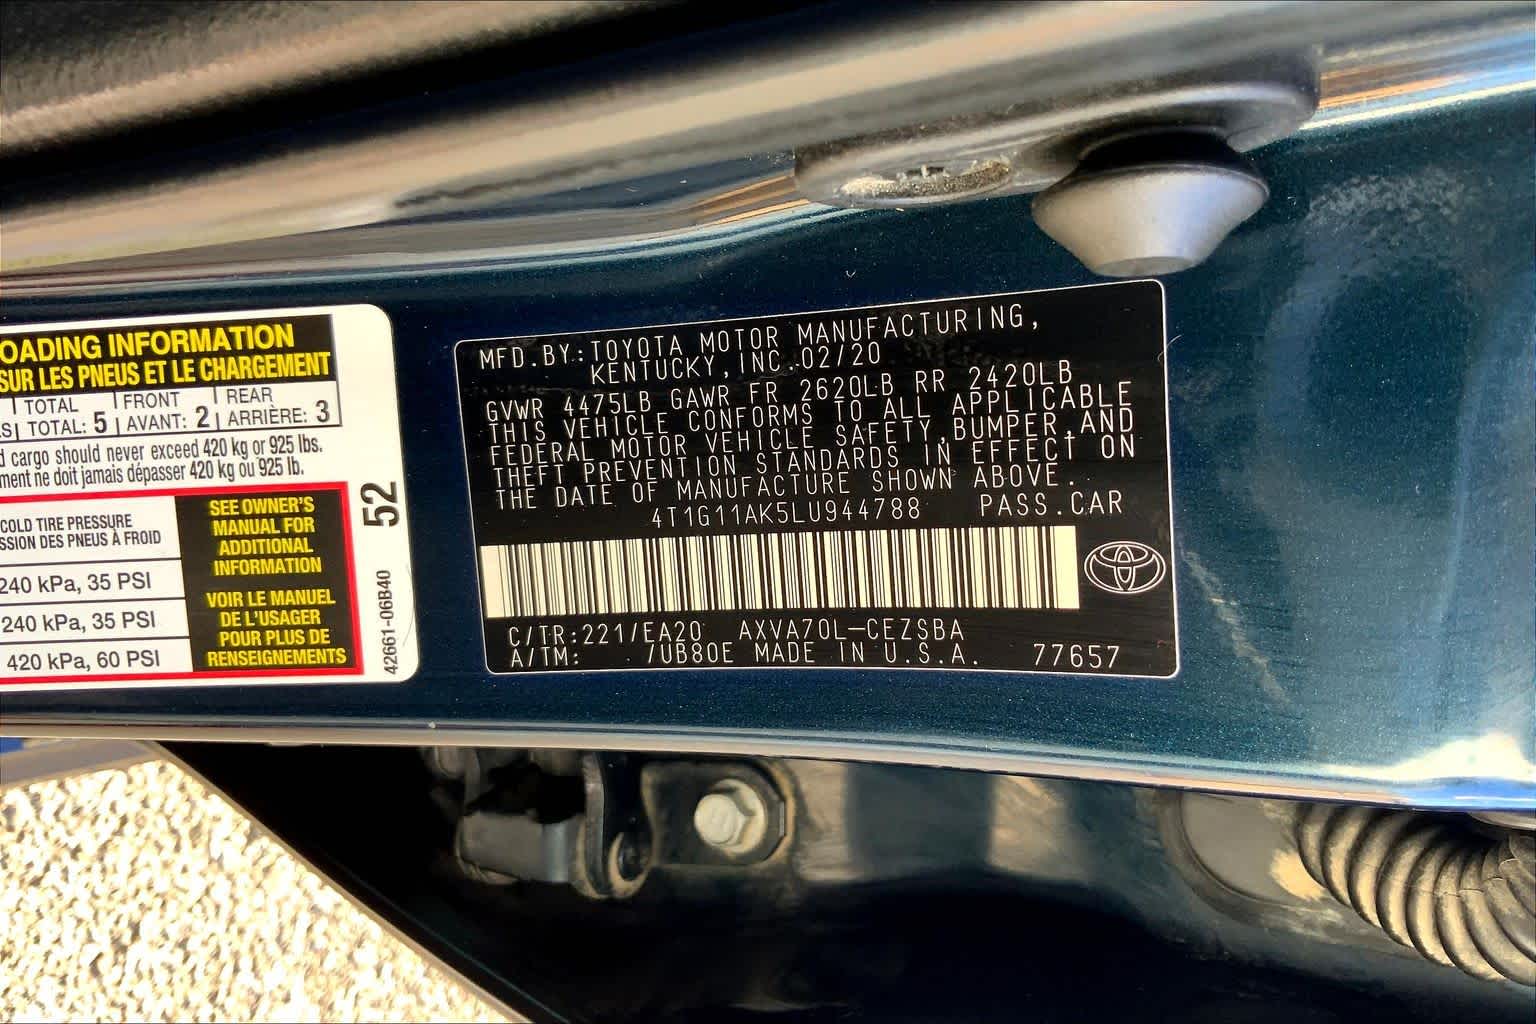 OADING INFORMATION
SUR LES PNEUS ET LE CHARGEMENT
TOTAL FRONT REAR
TOTAL: 5 AVANT: 2 ARRIÈRE: 3
cargo should never exceed 420 kg or 925 lbs.
ment ne doit jamais dépasser 420 kg ou 925 lb.
COLD TIRE PRESSURE
SSION DES PNEUS À FROID
240 kPa, 35 PSI
240 kPa, 35 PSI
420 kPa, 60 PSI
SEE OWNER'S
MANUAL FOR
ADDITIONAL
INFORMATION
VOIR LE MANUEL
DE L'USAGER
POUR PLUS DE
RENSEIGNEMENTS
52
42661-06B40
MFD. BY: TOYOTA MOTOR MANUFACTURING,
KENTUCKY, INC. 02/20
GVWR 4475LB GAWR FR 2620LB RR 2420LB
THIS VEHICLE CONFORMS TO ALL APPLICABLE
FEDERAL MOTOR VEHICLE SAFETY, BUMPER, AND
THEFT PREVENTION STANDARDS IN EFFECT ON
THE DATE OF MANUFACTURE SHOWN ABOVE.
4T1G11AK5LU944788 PASS.CAR
C/TR: 221/EA20 AXVA70L-CEZSBA
A/TM: /UB80E MADE IN U.S.A. 77657